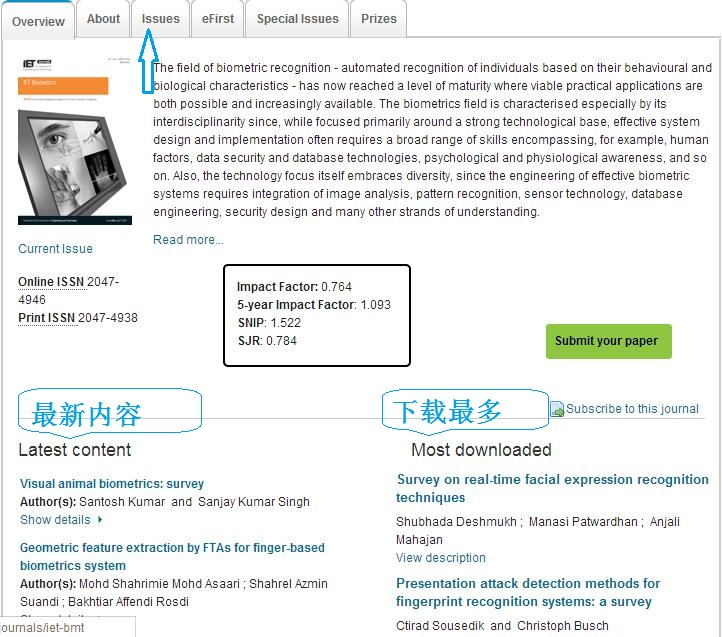 Overview
About
Issues
eFirst
Special Issues
Prizes
IET
IET Biometrics
The field of biometric recognition - automated recognition of individuals based on their behavioural and
biological characteristics - has now reached a level of maturity where viable practical applications are
both possible and increasingly available. The biometrics field is characterised especially by its
interdisciplinarity since, while focused primarily around a strong technological base, effective system
design and implementation often requires a broad range of skills encompassing, for example, human
factors, data security and database technologies, psychological and physiological awareness, and so
on. Also, the technology focus itself embraces diversity, since the engineering of effective biometric
systems requires integration of image analysis, pattern recognition, sensor technology, database
engineering, security design and many other strands of understanding.
Read more...
Current Issue
Online ISSN 2047-
4946
Print ISSN 2047-4938
Impact Factor: 0.764
5-year Impact Factor: 1.093
SNIP: 1.522
SJR: 0.784
Submit your paper
Subscribe to this journal
最新内容
Latest content
Visual animal biometrics: survey
Author(s): Santosh Kumar and Sanjay Kumar Singh
Show details
Geometric feature extraction by FTAs for finger-based
biometrics system
Author(s): Mohd Shahrimie Mohd Asaari ; Shahrel Azmin
Suandi ; Bakhtiar Affendi Rosdi
journals/iet-bmt
下载最多
Most downloaded
Survey on real-time facial expression recognition
techniques
Shubhada Deshmukh ; Manasi Patwardhan ; Anjali
Mahajan
View description
Presentation attack detection methods for
fingerprint recognition systems: a survey
Ctirad Sousedik and Christoph Busch